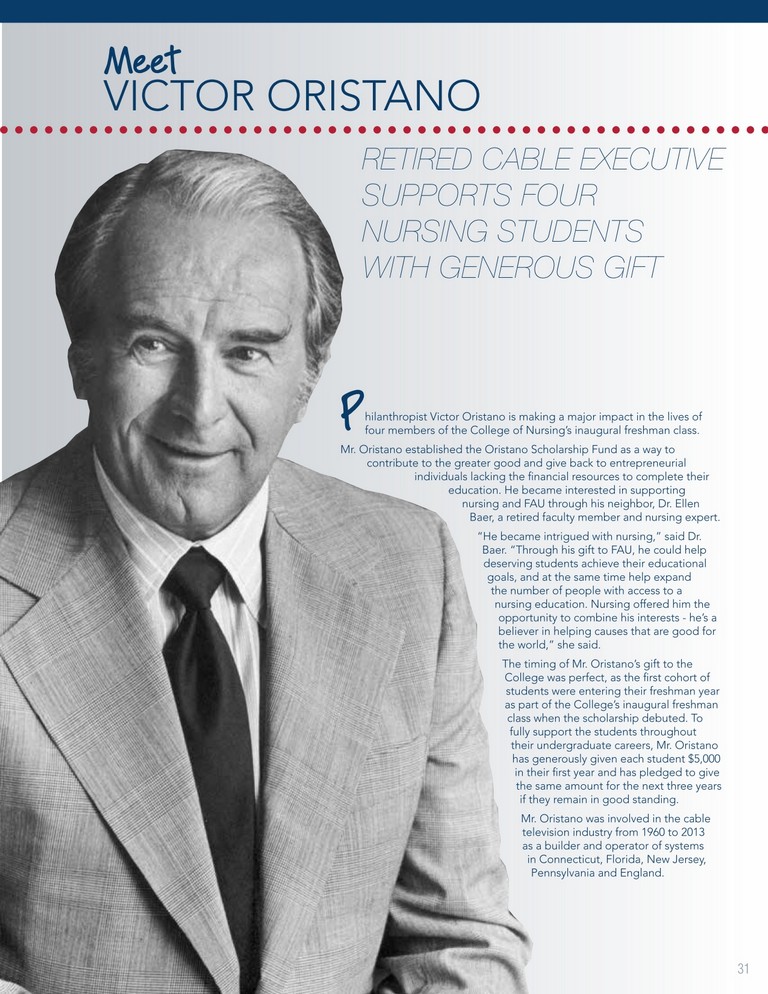 Meet
VICTOR ORISTANO
RETIRED CABLE EXECUTIVE
SUPPORTS FOUR
NURSING STUDENTS
WITH GENEROUS GIFT
Philanthropist Victor Oristano is making a major impact in the lives of
four members of the College of Nursing’s inaugural freshman class.
Mr. Oristano established the Oristano Scholarship Fund as a way to
contribute to the greater good and give back to entrepreneurial
individuals lacking the financial resources to complete their
education. He became interested in supporting
nursing and FAU through his neighbor, Dr. Ellen
Baer, a retired faculty member and nursing expert.
“He became intrigued with nursing,” said Dr.
Baer. “Through his gift to FAU, he could help
deserving students achieve their educational
goals, and at the same time help expand
the number of people with access to a
nursing education. Nursing offered him the
opportunity to combine his interests - he’s a
believer in helping causes that are good for
the world,” she said.
The timing of Mr. Oristano’s gift to the
College was perfect, as the first cohort of
students were entering their freshman year
as part of the College’s inaugural freshman
class when the scholarship debuted. To
fully support the students throughout
their undergraduate careers, Mr. Oristano
has generously given each student $5,000
in their first year and has pledged to give
the same amount for the next three years
if they remain in good standing.
Mr. Oristano was involved in the cable
television industry from 1960 to 2013
as a builder and operator of systems
in Connecticut, Florida, New Jersey,
Pennsylvania and England.
31